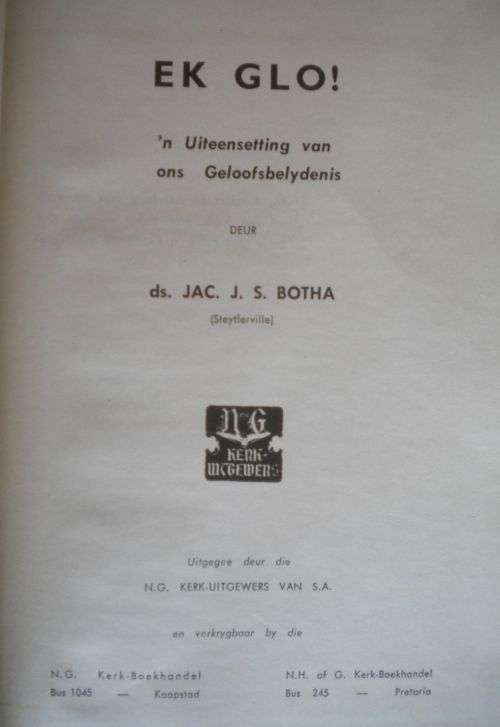 EK GLO!
'n Uiteensetting van
ons Geloofsbelydenis
DEUR
ds. JAC. J. S. BOTHA
(Steytlerville)
N G
KERK-
UITGEWERS
Uitgegee deur die
N.G. KERK-UITGEWERS VAN S.A.
en verkrygbaar by die
N.G. Kerk-Boekhandel
Bus 1045 — Kaapstad
N.H. of G. Kerk-Boekhandel
Bus 245 — Pretoria